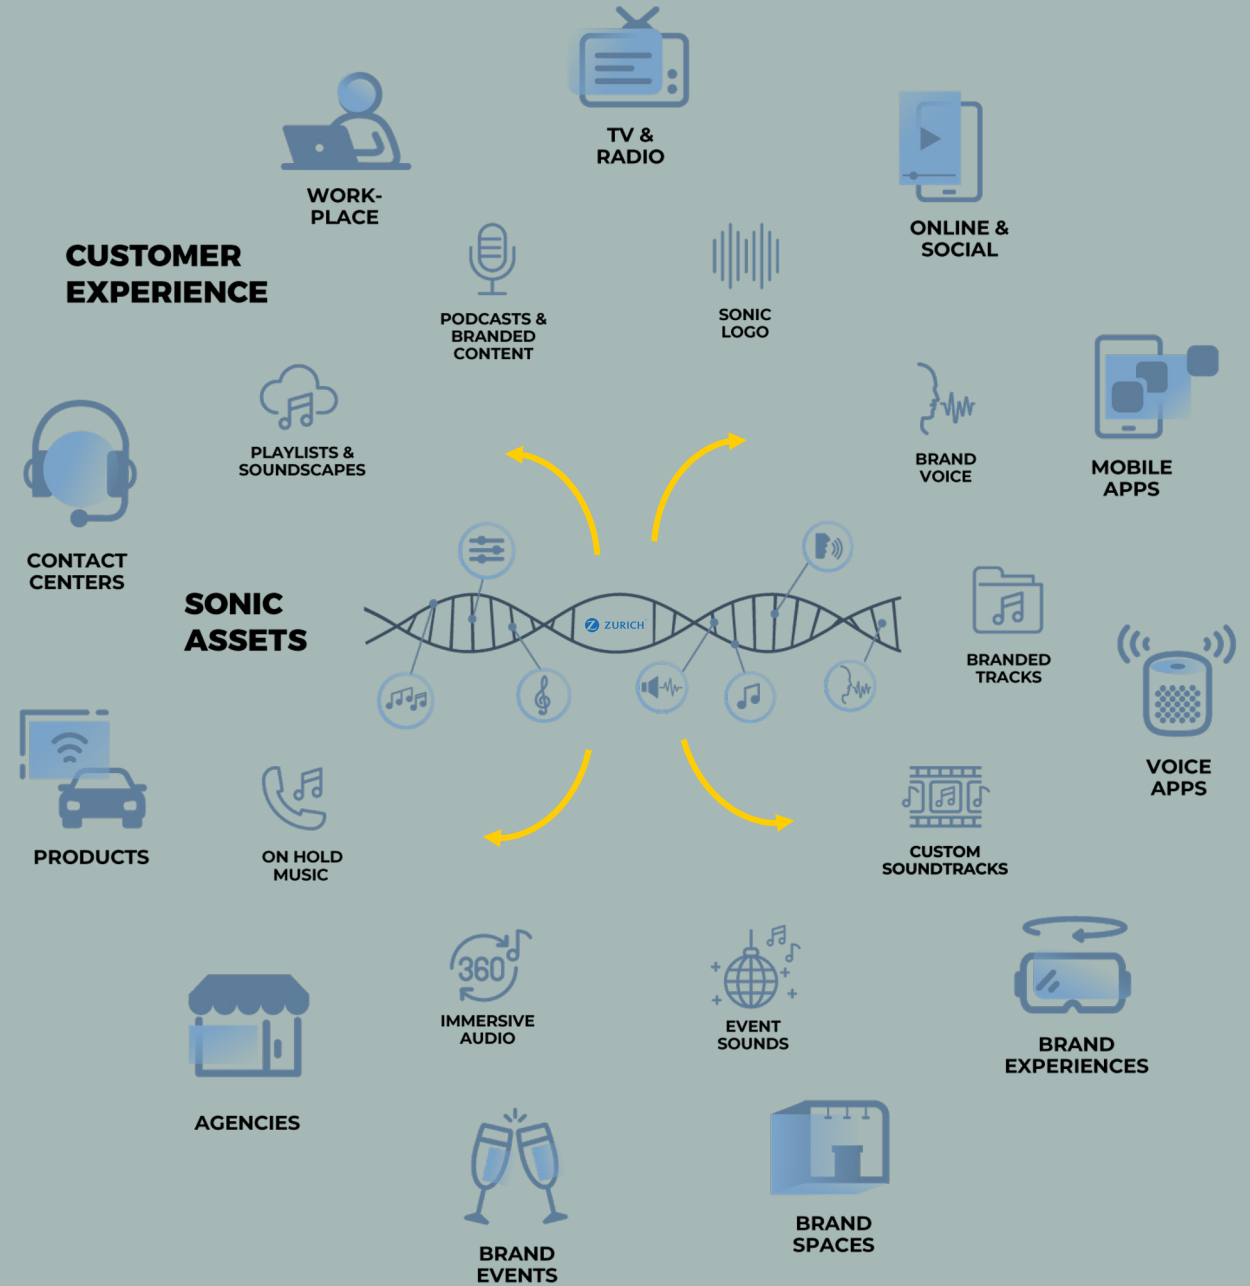 TV &
RADIO
WORK-
PLACE
ONLINE &
SOCIAL
CUSTOMER
EXPERIENCE
PODCASTS &
BRANDED
CONTENT
SONIC
LOGO
PLAYLISTS &
SOUNDSCAPES
BRAND
VOICE
MOBILE
APPS
CONTACT
CENTERS
SONIC
ASSETS
ZURICH
BRANDED
TRACKS
VOICE
APPS
PRODUCTS
ON HOLD
MUSIC
CUSTOM
SOUNDTRACKS
360
IMMERSIVE
AUDIO
EVENT
SOUNDS
BRAND
EXPERIENCES
AGENCIES
BRAND
SPACES
BRAND
EVENTS